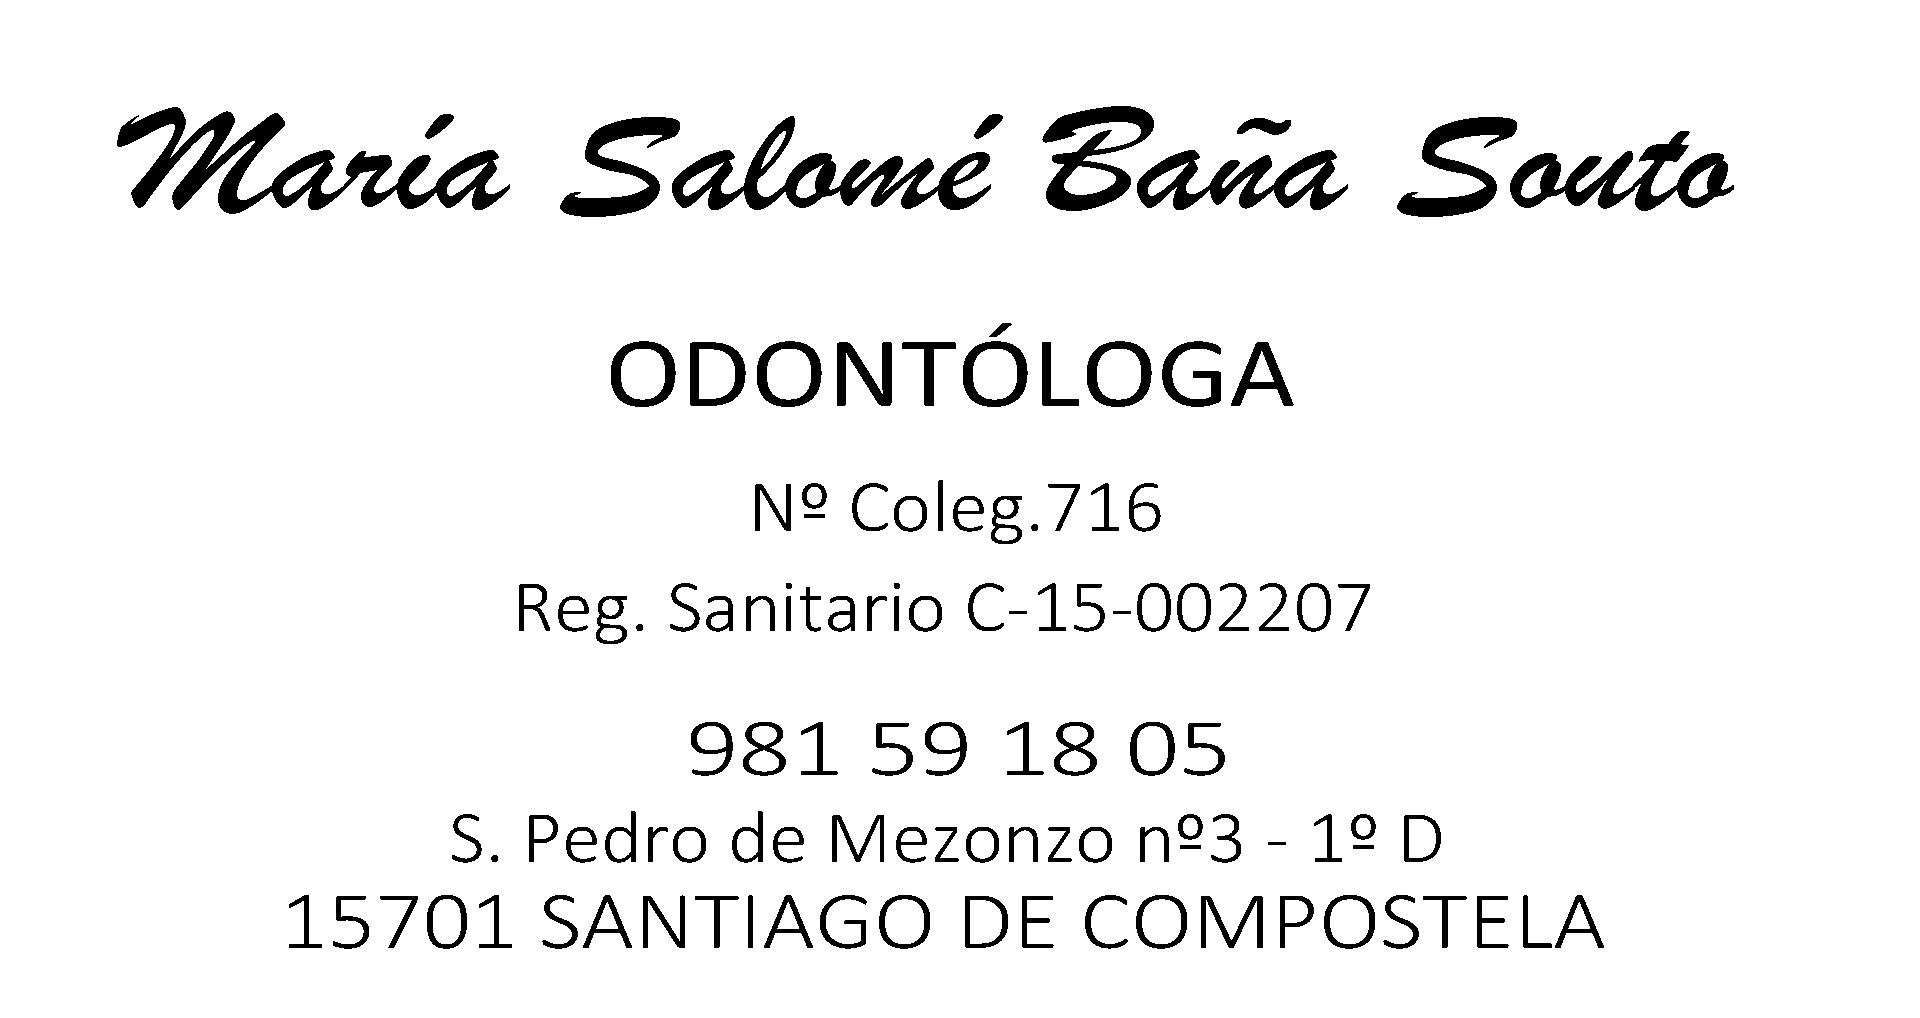 María Salomé Baña Souto
ODONTÓLOGA
Nº Coleg.716
Reg. Sanitario C-15-002207
981 59 18 05
S. Pedro de Mezonzo nº3 - 1º D
15701 SANTIAGO DE COMPOSTELA